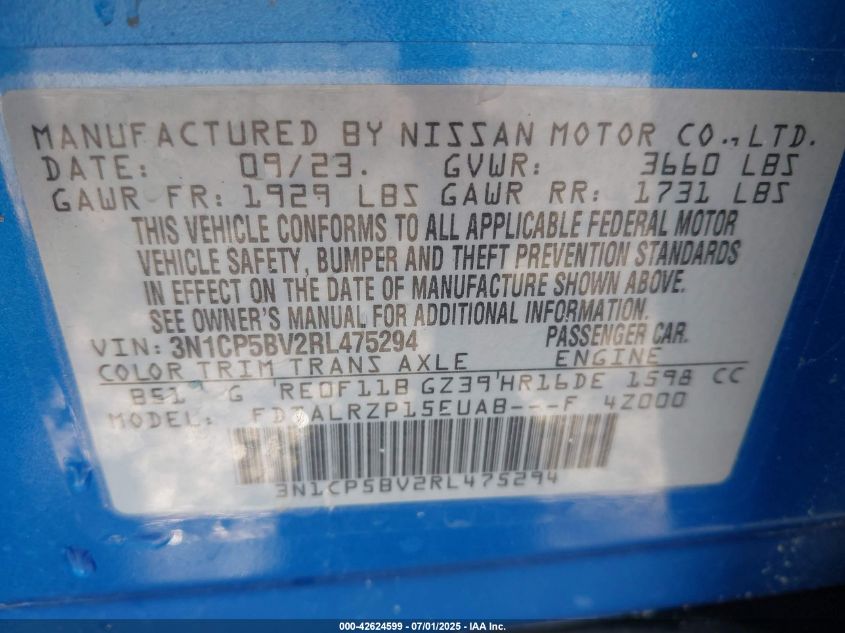 MANUFACTURED BY NISSAN MOTOR CO., LTD.
DATE: 09/23. GVWR: 3660 LBS
GAWR FR: 1929 LBS GAWR RR: 1731 LBS
THIS VEHICLE CONFORMS TO ALL APPLICABLE FEDERAL MOTOR
VEHICLE SAFETY, BUMPER AND THEFT PREVENTION STANDARDS
IN EFFECT ON THE DATE OF MANUFACTURE SHOWN ABOVE.
SEE OWNER'S MANUAL FOR ADDITIONAL INFORMATION.
VIN: 3N1CP5BV2RL475294 PASSENGER CAR.
COLOR TRIM TRANS AXLE ENGINE
B51 G RE0F11B GZ39 HR16DE 1598 CC
MODEL: 4Z000
3N1CP5BV2RL475294
000-42624599 / 07/01/2025 - IAA Inc.